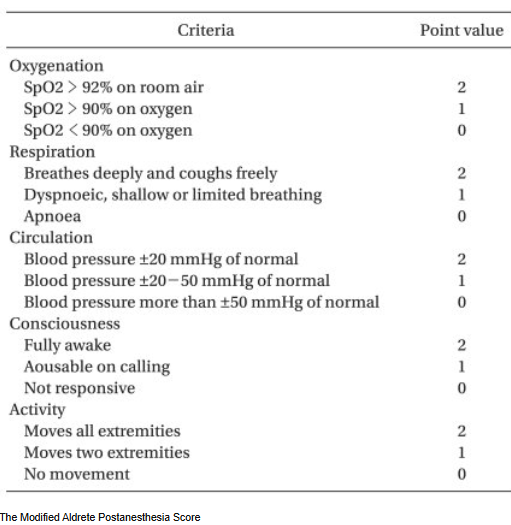 Criteria Point value
Oxygenation
SpO2 > 92% on room air 2
SpO2 > 90% on oxygen 1
SpO2 < 90% on oxygen 0
Respiration
Breathes deeply and coughs freely 2
Dyspnoeic, shallow or limited breathing 1
Apnoea 0
Circulation
Blood pressure ±20 mmHg of normal 2
Blood pressure ±20−50 mmHg of normal 1
Blood pressure more than ±50 mmHg of normal 0
Consciousness
Fully awake 2
Aousable on calling 1
Not responsive 0
Activity
Moves all extremities 2
Moves two extremities 1
No movement 0
The Modified Aldrete Postanesthesia Score